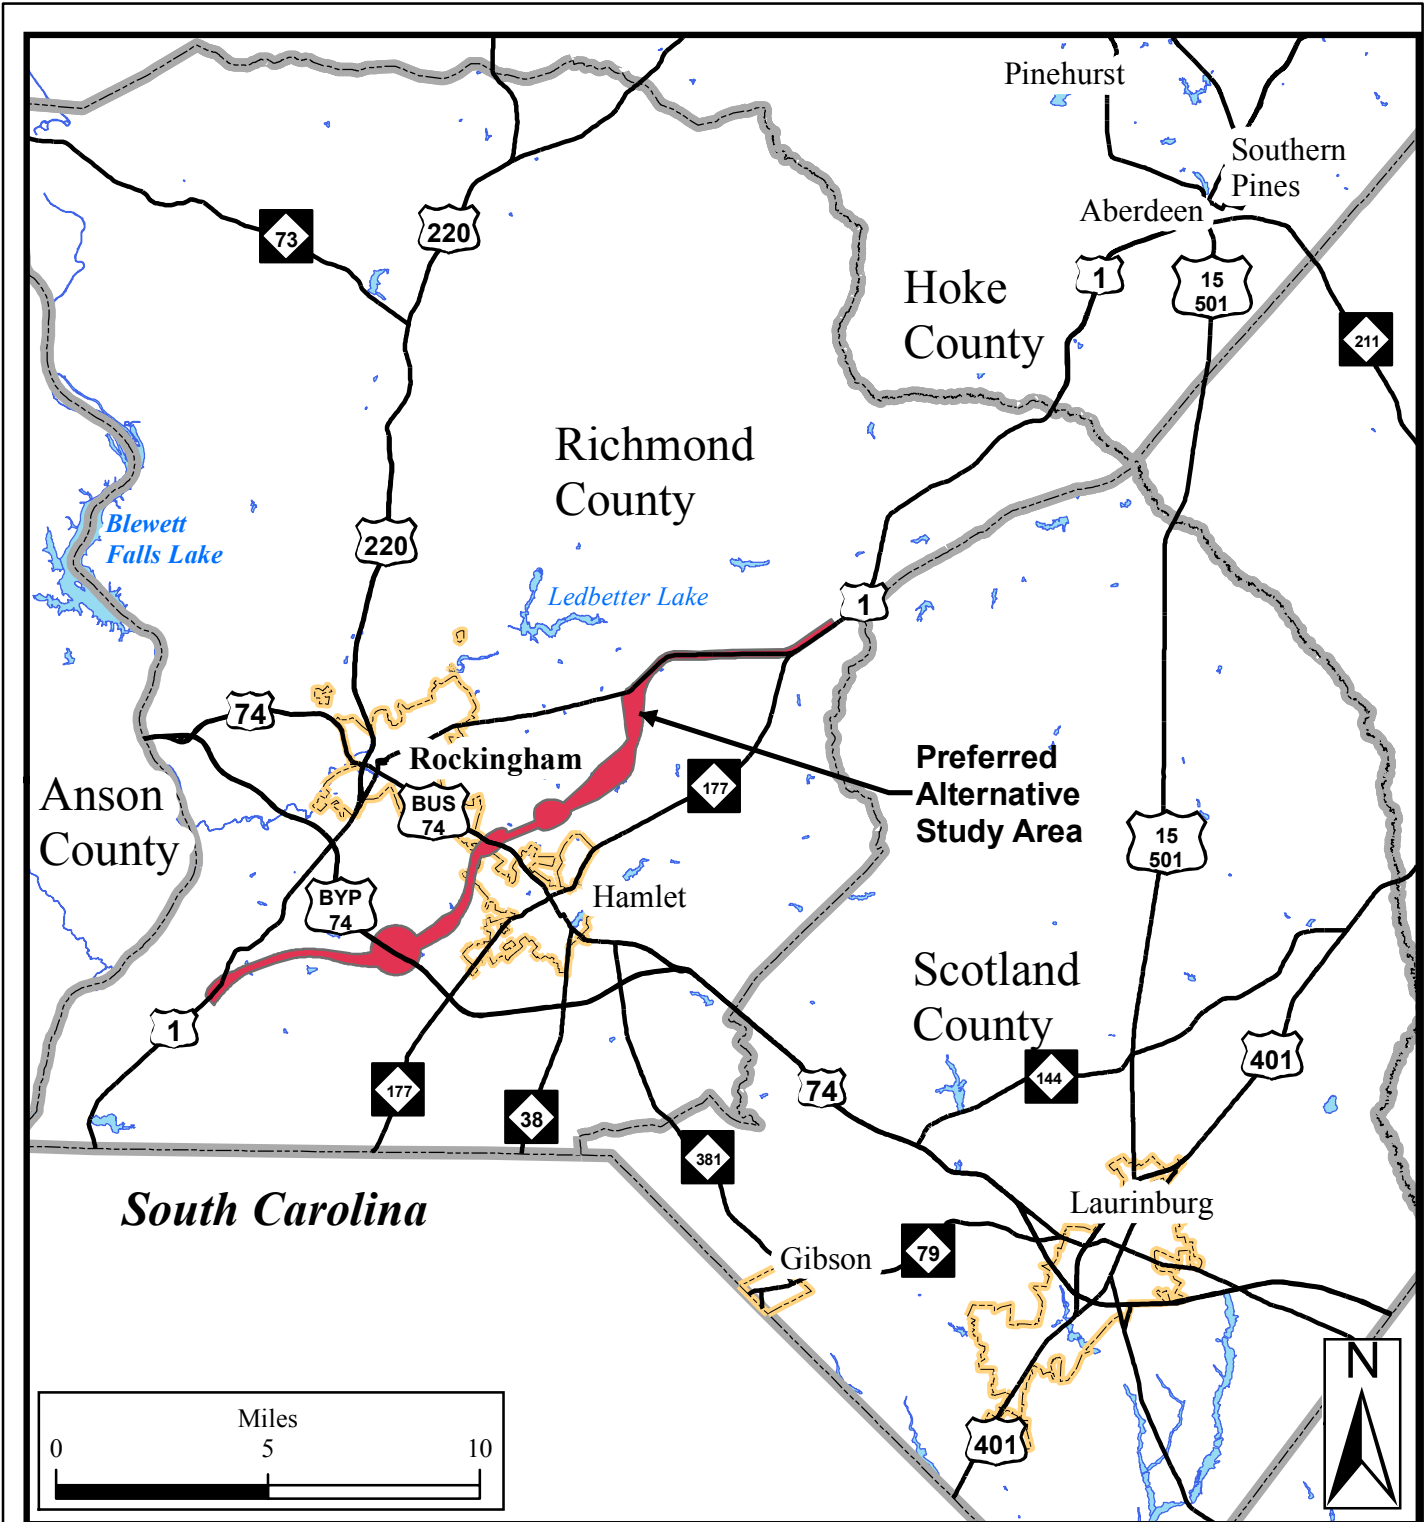 Pinehurst
Southern
Pines
Aberdeen
73
220
1
15
501
Hoke
County
211
Richmond
County
Blewett
Falls Lake
220
Ledbetter Lake
1
74
Rockingham
Preferred
Alternative
Study Area
177
BUS
74
Anson
County
15
501
BYP
74
Hamlet
Scotland
County
1
401
144
74
177
38
381
South Carolina
Laurinburg
79
Gibson
N
401
Miles
0 5 10